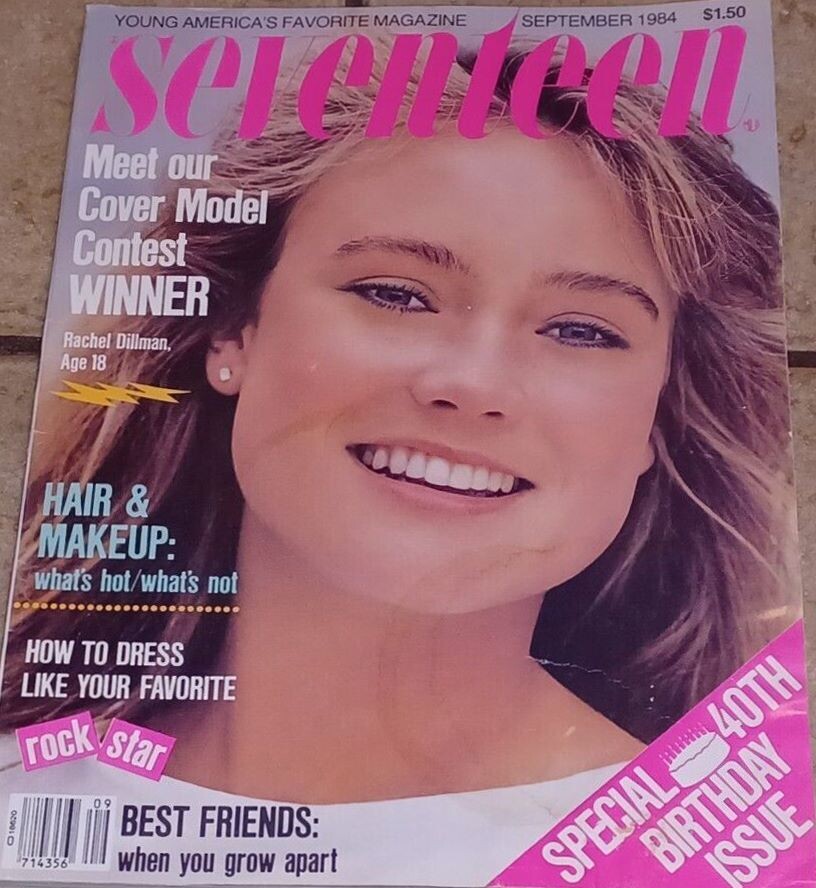 YOUNG AMERICA'S FAVORITE MAGAZINE
SEPTEMBER 1984 $1.50
seventeen
Meet our
Cover Model
Contest
WINNER
Rachel Dillman,
Age 18
HAIR &
MAKEUP:
what's hot/what's not
HOW TO DRESS
LIKE YOUR FAVORITE
rock star
BEST FRIENDS:
when you grow apart
SPECIAL 40TH
BIRTHDAY
ISSUE
09
714356